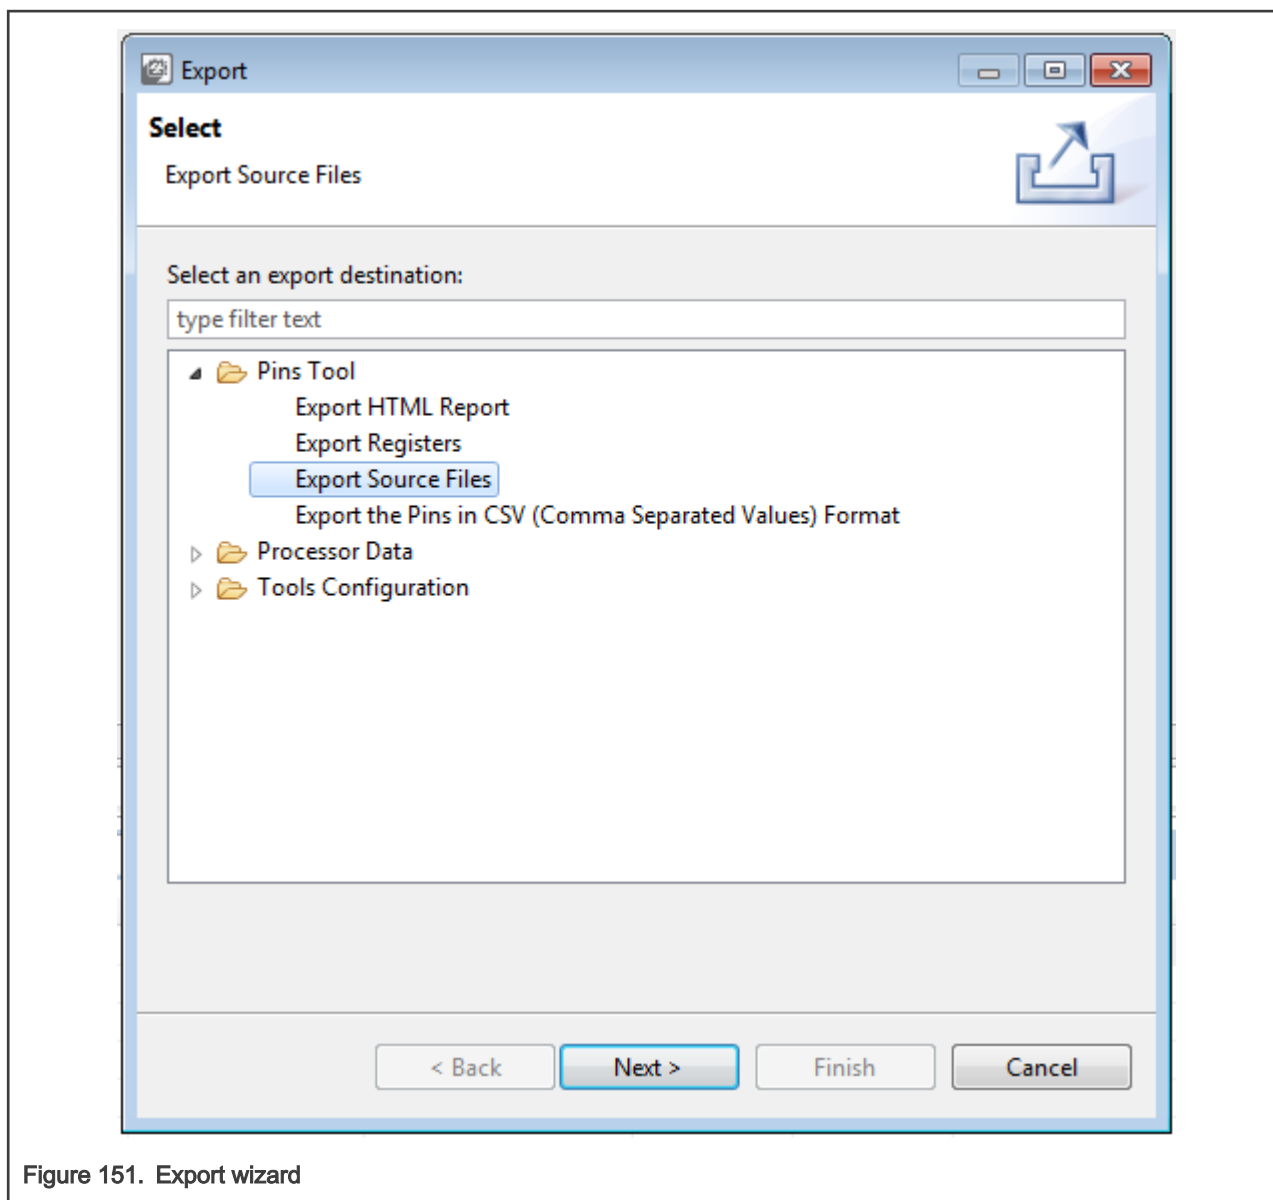 Export
Select
Export Source Files
Select an export destination:
type filter text
Pins Tool
Export HTML Report
Export Registers
Export Source Files
Export the Pins in CSV (Comma Separated Values) Format
Processor Data
Tools Configuration
< Back
Next >
Finish
Cancel
Figure 151. Export wizard